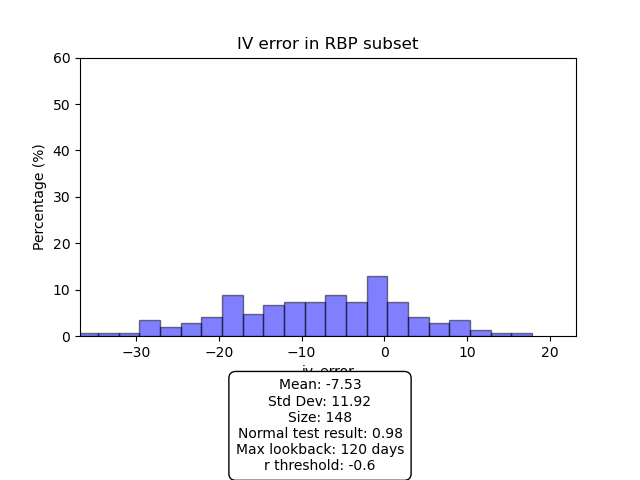 IV error in RBP subset
60
50
40
30
20
10
0
Percentage (%)
−30 −20 −10 0 10 20
iv_error
Mean: -7.53
Std Dev: 11.92
Size: 148
Normal test result: 0.98
Max lookback: 120 days
r threshold: -0.6